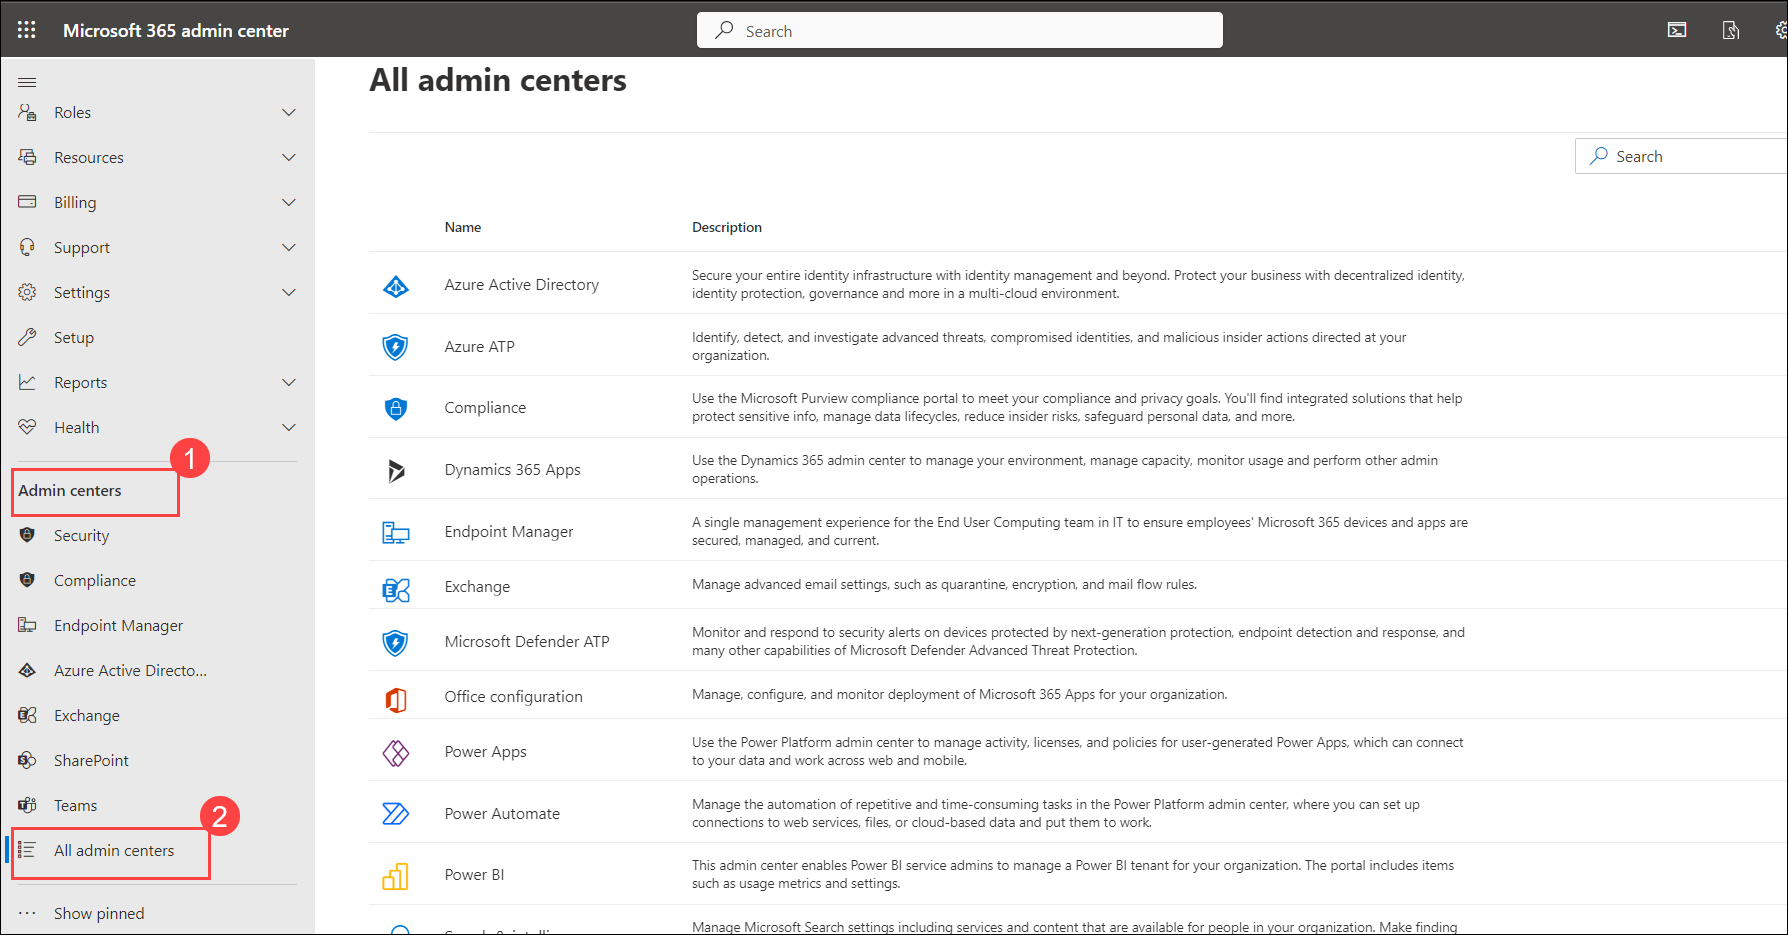 Microsoft 365 admin center
Search
All admin centers
Roles
Resources
Billing
Support
Settings
Setup
Reports
Health
1
Admin centers
Security
Compliance
Endpoint Manager
Azure Active Directo...
Exchange
SharePoint
Teams
2
All admin centers
Show pinned
Search
Name Description
Azure Active Directory
Secure your entire identity infrastructure with identity management and beyond. Protect your business with decentralized identity,
identity protection, governance and more in a multi-cloud environment.
Azure ATP
Identify, detect, and investigate advanced threats, compromised identities, and malicious insider actions directed at your
organization.
Compliance
Use the Microsoft Purview compliance portal to meet your compliance and privacy goals. You'll find integrated solutions that help
protect sensitive info, manage data lifecycles, reduce insider risks, safeguard personal data, and more.
Dynamics 365 Apps
Use the Dynamics 365 admin center to manage your environment, manage capacity, monitor usage and perform other admin
operations.
Endpoint Manager
A single management experience for the End User Computing team in IT to ensure employees' Microsoft 365 devices and apps are
secured, managed, and current.
Exchange
Manage advanced email settings, such as quarantine, encryption, and mail flow rules.
Microsoft Defender ATP
Monitor and respond to security alerts on devices protected by next-generation protection, endpoint detection and response, and
many other capabilities of Microsoft Defender Advanced Threat Protection.
Office configuration
Manage, configure, and monitor deployment of Microsoft 365 Apps for your organization.
Power Apps
Use the Power Platform admin center to manage activity, licenses, and policies for user-generated Power Apps, which can connect
to your data and work across web and mobile.
Power Automate
Manage the automation of repetitive and time-consuming tasks in the Power Platform admin center, where you can set up
connections to web services, files, or cloud-based data and put them to work.
Power BI
This admin center enables Power BI service admins to manage a Power BI tenant for your organization. The portal includes items
such as usage metrics and settings.
Manage Microsoft Search settings including services and content that are available for people in your organization. Make finding